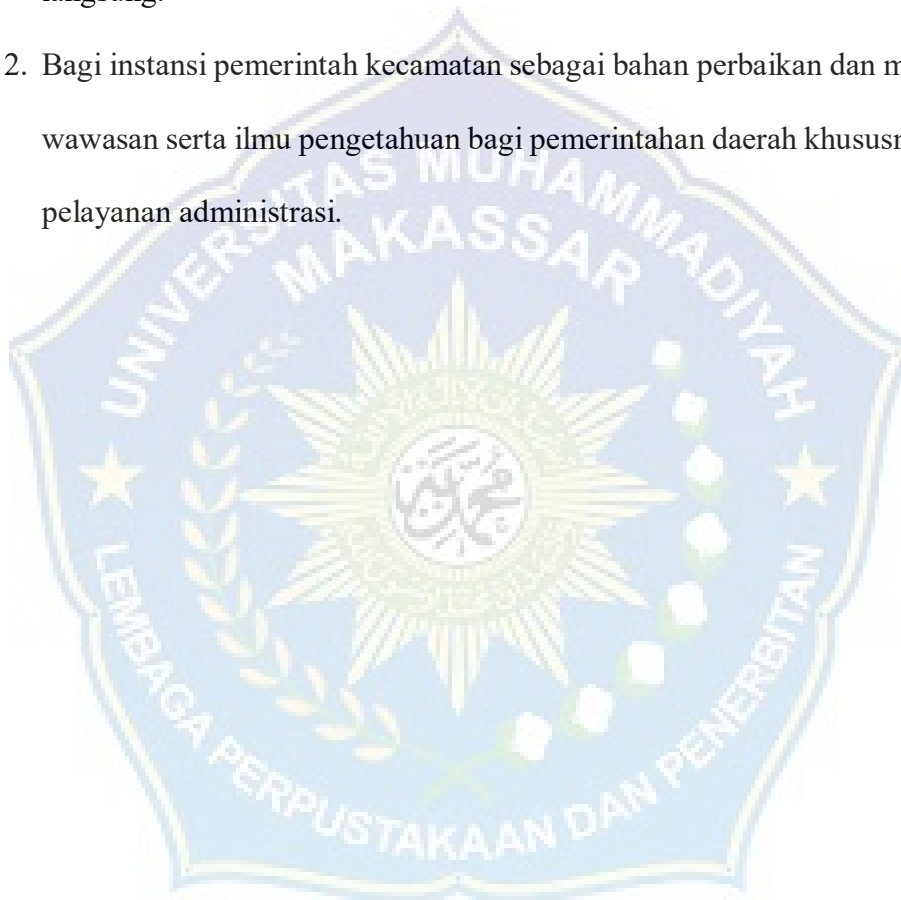 2. Bagi instansi pemerintah kecamatan sebagai bahan perbaikan dan
wawasan serta ilmu pengetahuan bagi pemerintahan daerah
pelayanan administrasi.
UNIVERSITAS MUHAMMADIYAH
MAKASSAR
LEMBAGA PERPUSTAKAAN DAN PENERBITAN